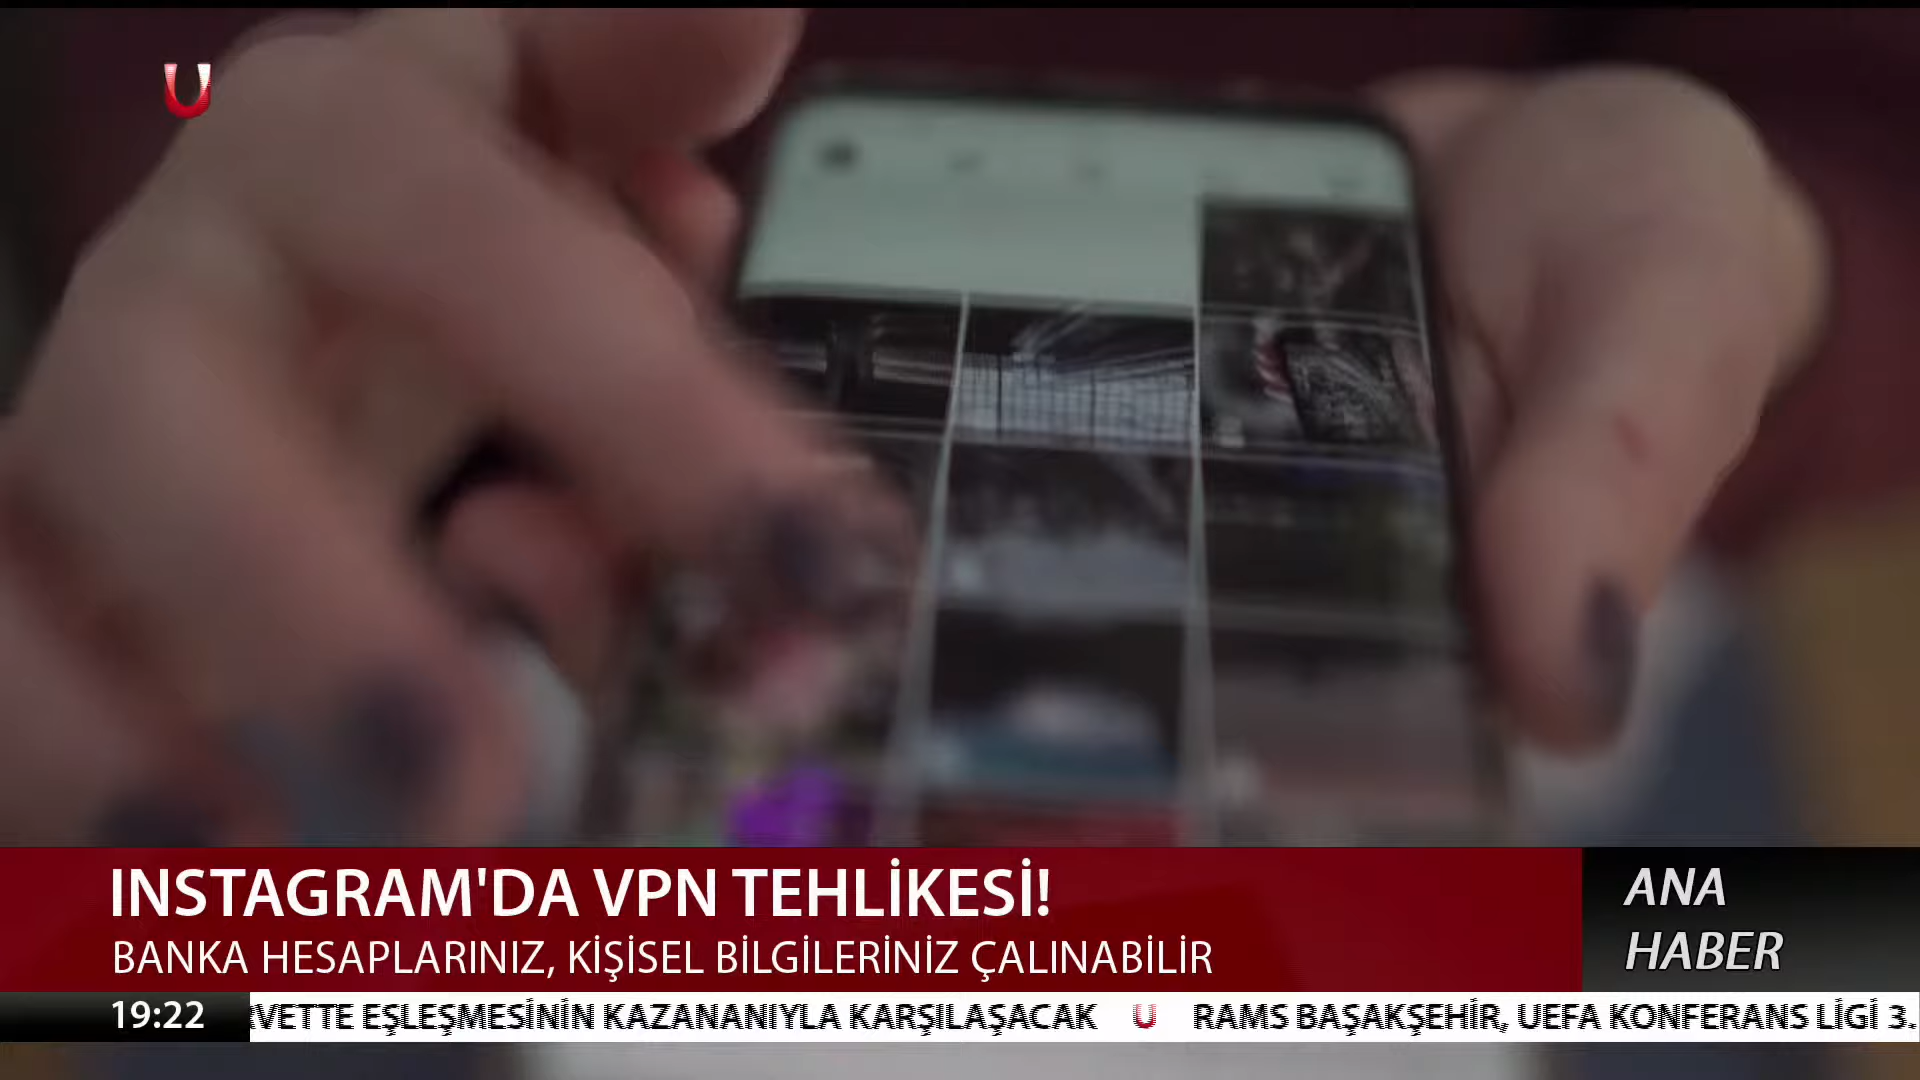 INSTAGRAM'DA VPN TEHLİKESİ!
BANKA HESAPLARINIZ, KİŞİSEL BİLGİLERİNİZ ÇALINABİLİR
ANA
HABER
19:22
EŞLEŞMESİNİN KAZANANIYLA KARŞILAŞACAK U RAMS BAŞAKŞEHİR, UEFA KONFERANS LİGİ 3.